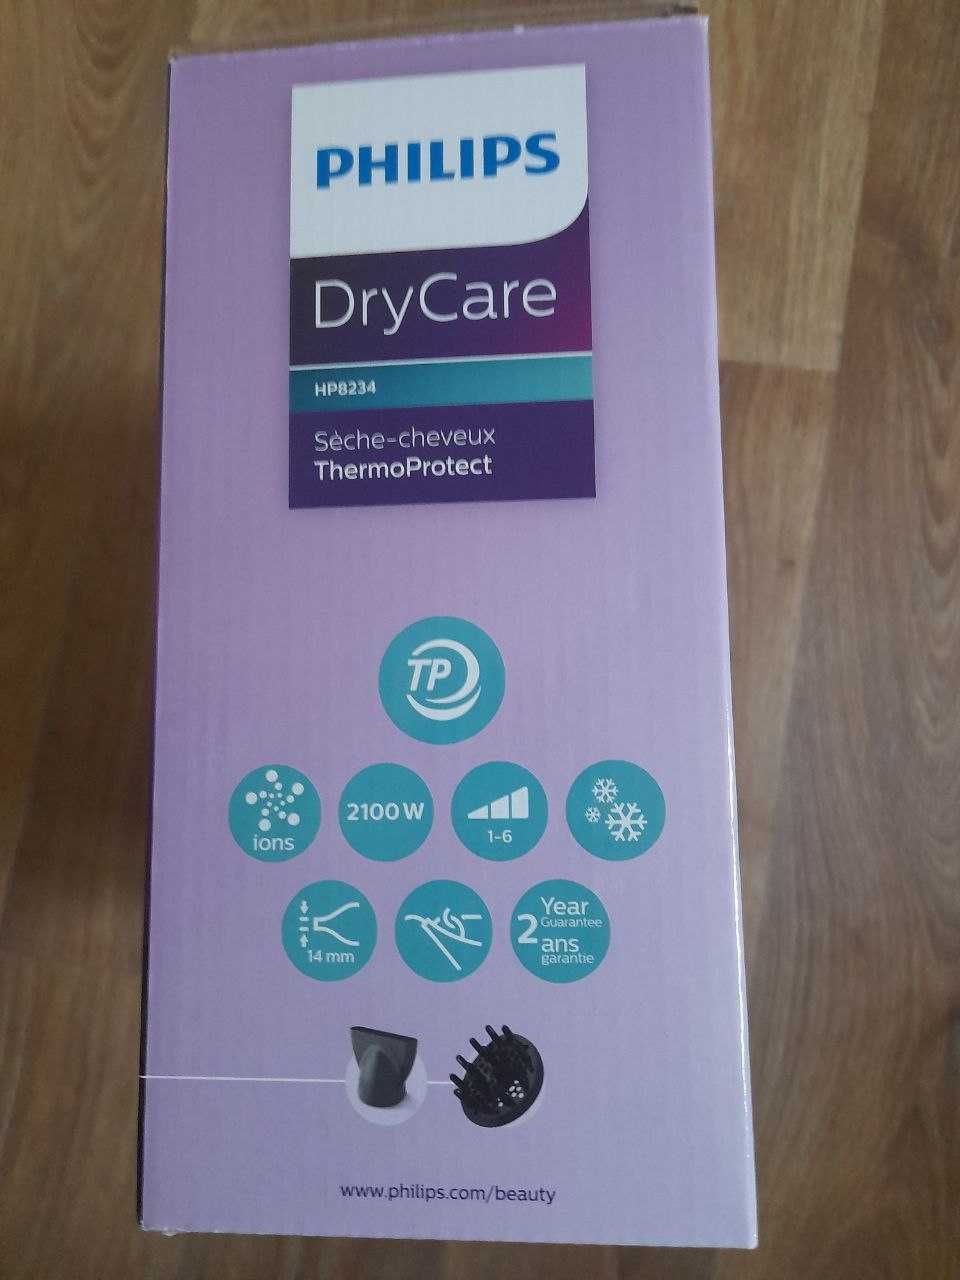 PHILIPS
DryCare
HP8234
Sèche-cheveux
ThermoProtect
TP
ions
2100W
1-6
14 mm
2 Year
Guarantee
ans
garantie
www.philips.com/beauty